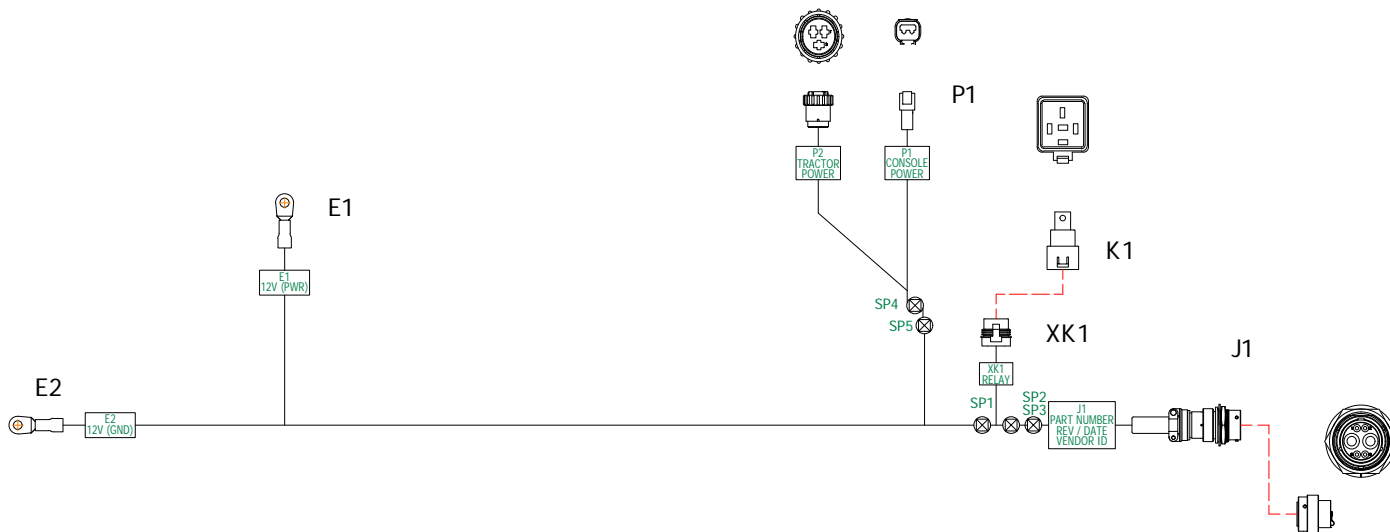 P1
P2
TRACTOR
POWER
P1
CONSOLE
POWER
E1
K1
E1
12V (PWR)
SP4
SP5
XK1
J1
XK1
RELAY
E2
SP1
SP2
SP3
E2
12V (GND)
J1
PART NUMBER
REV / DATE
VENDOR ID